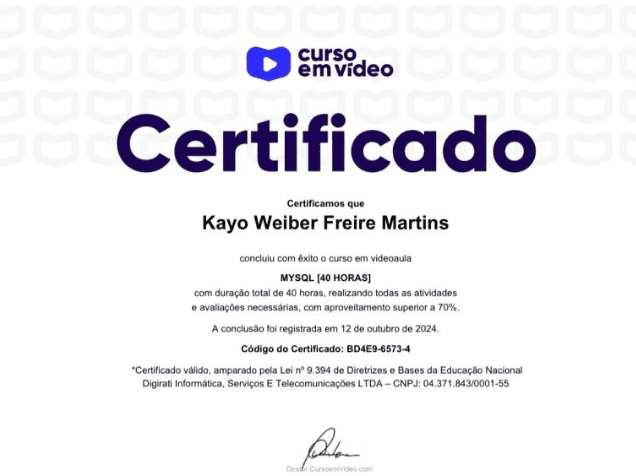 curso
em vídeo
Certificado
Certificamos que
Kayo Weiber Freire Martins
concluiu com êxito o curso em videoaula
MYSQL [40 HORAS]
com duração total de 40 horas, realizando todas as atividades
e avaliações necessárias, com aproveitamento superior a 70%.
A conclusão foi registrada em 12 de outubro de 2024.
Código do Certificado: BD4E9-6573-4
*Certificado válido, amparado pela Lei nº 9.394 de Diretrizes e Bases da Educação Nacional
Digirati Informática, Serviços E Telecomunicações LTDA – CNPJ: 04.371.843/0001-55
Diretor CursoemVideo.com